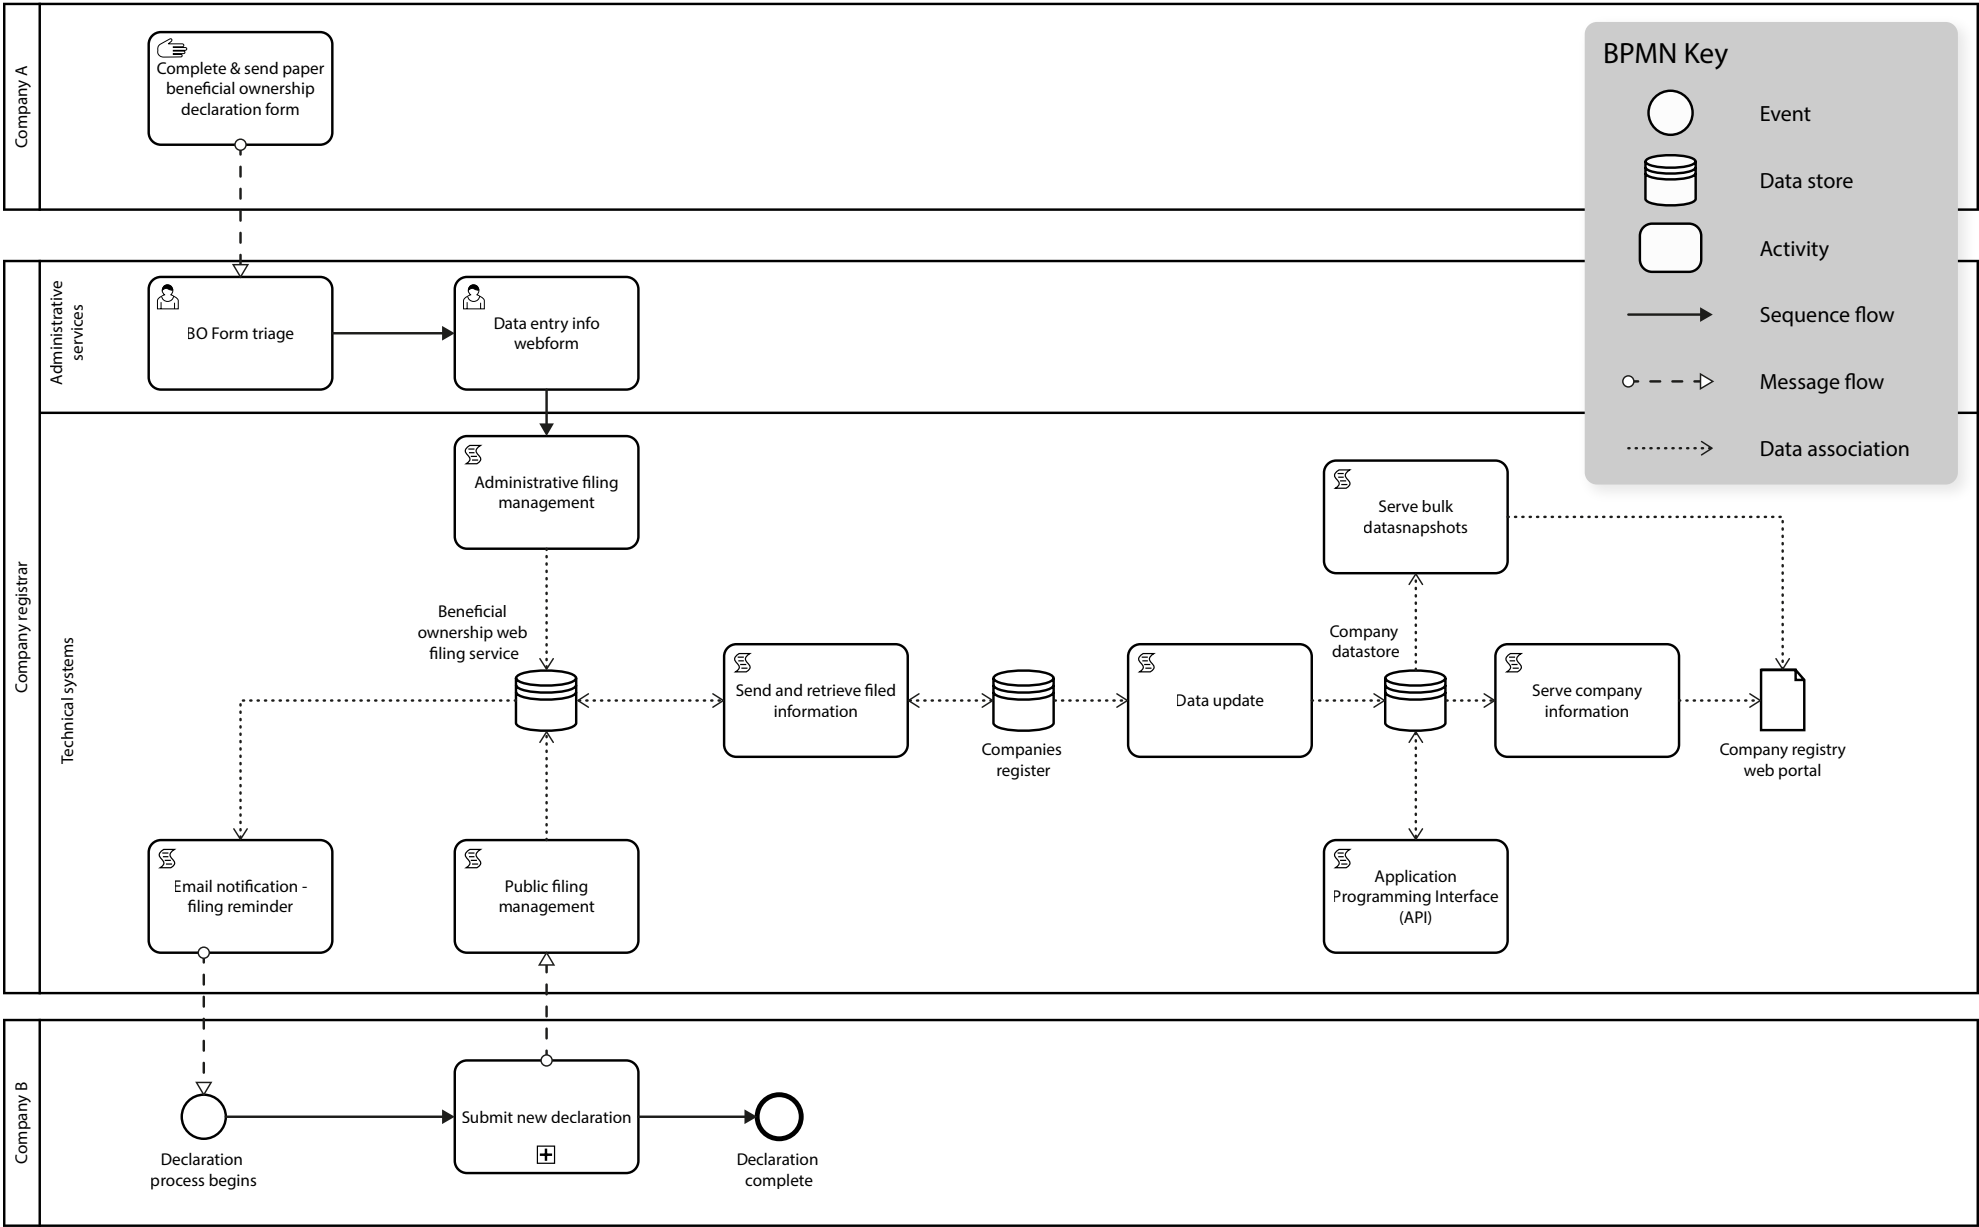 Company A
Complete & send paper
beneficial ownership
declaration form
BPMN Key
Event
Data store
Activity
Sequence flow
Message flow
Data association
Company registrar
Administrative
services
BO Form triage
Data entry info
webform
Technical systems
Administrative filing
management
Beneficial
ownership web
filing service
Send and retrieve filed
information
Companies
register
Data update
Company
datastore
Serve bulk
datasnapshots
Serve company
information
Company registry
web portal
Email notification -
filing reminder
Public filing
management
Application
Programming Interface
(API)
Company B
Declaration
process begins
Submit new declaration
Declaration
complete